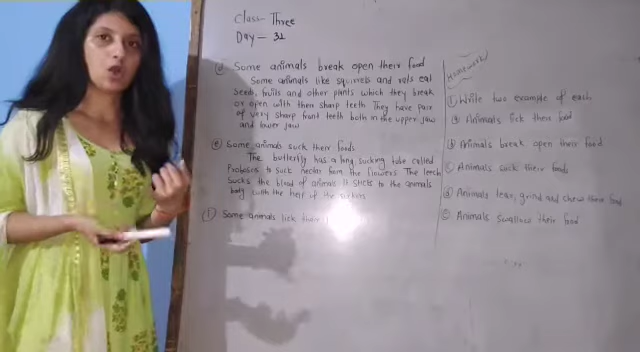 Class- Three
Day - 31
(d) Some animals break open their food
Some animals like squirrels and rats eat
seeds, fruits and other parts which they break
or open with their sharp teeth They have pair
of very sharp front teeth both in the upper jaw
and lower jaw
(e) Some animals suck their foods
The butterfly has a long sucking tube called
Proboscis to suck nectar from the flowers The leech
sucks the blood of animals It sticks to the animals
body with the help of the suckers
(f) Some animals lick their
Homework
(1) Write two example of each
(a) Animals lick their food
(b) Animals break open their food
(c) Animals suck their foods
(d) Animals tear, grind and chew their food
(e) Animals swallow their food